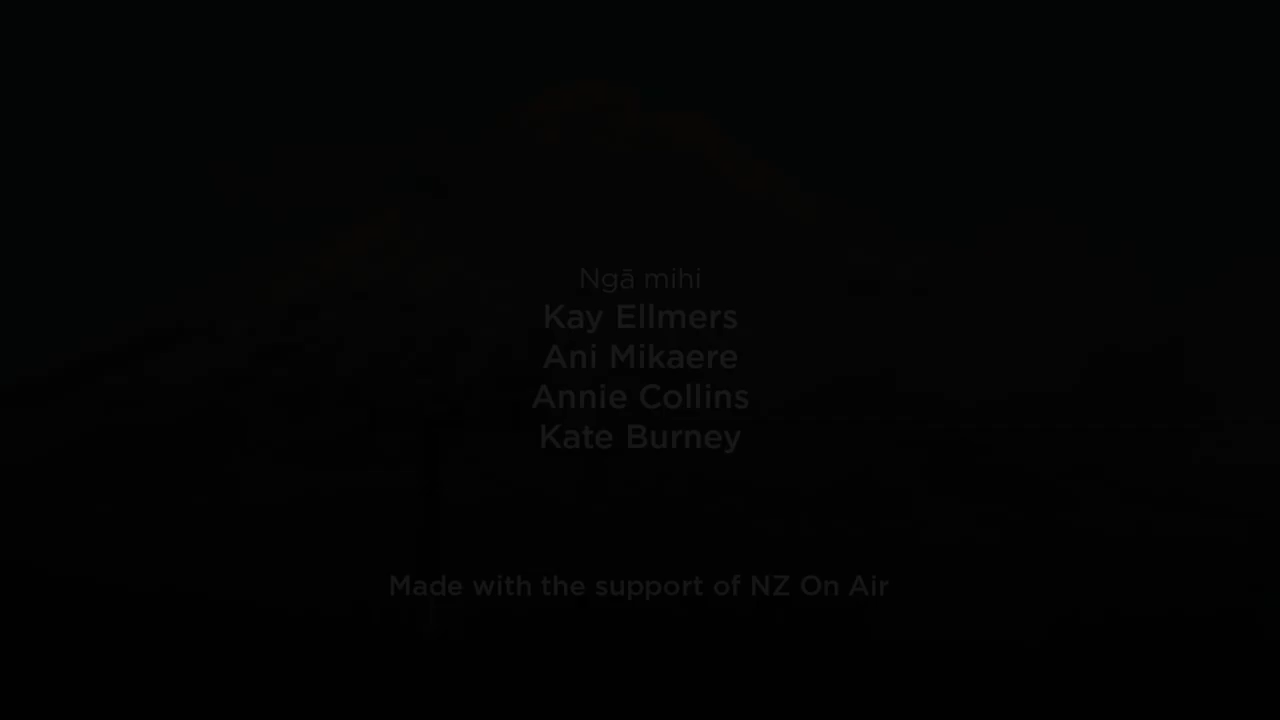 Ngā mihi
Kay Ellmers
Ani Mikaere
Annie Collins
Kate Burney
Made with the support of NZ On Air